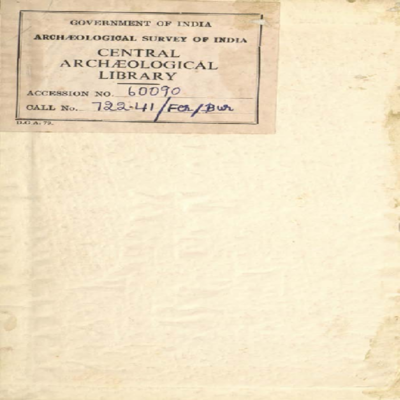 GOVERNMENT OF INDIA
ARCHÆOLOGICAL SURVEY OF INDIA
CENTRAL
ARCHÆOLOGICAL
LIBRARY
ACCESSION NO. 60090
CALL No. 722.41/Fer/Bur
D.G A. 79.